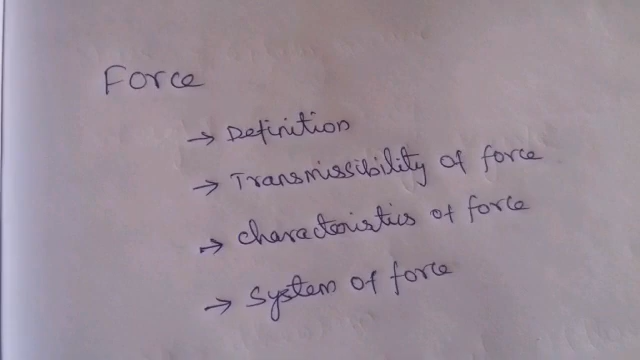 Force
→ Definition
→ Transmissibility of force
→ characteristics of force
→ system of force